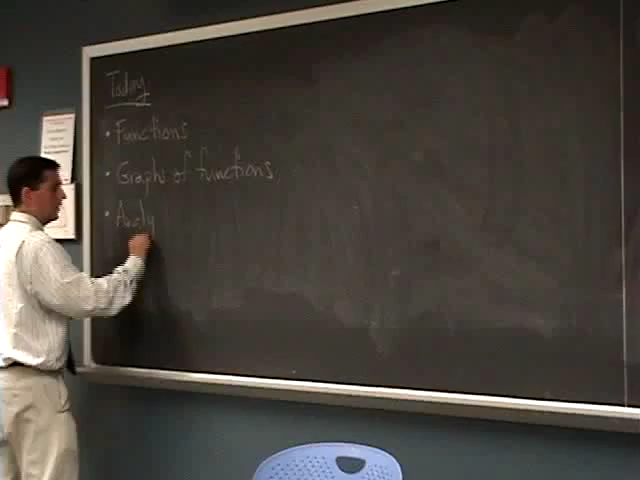 Today
• Functions
• Graphs of functions
• Analy